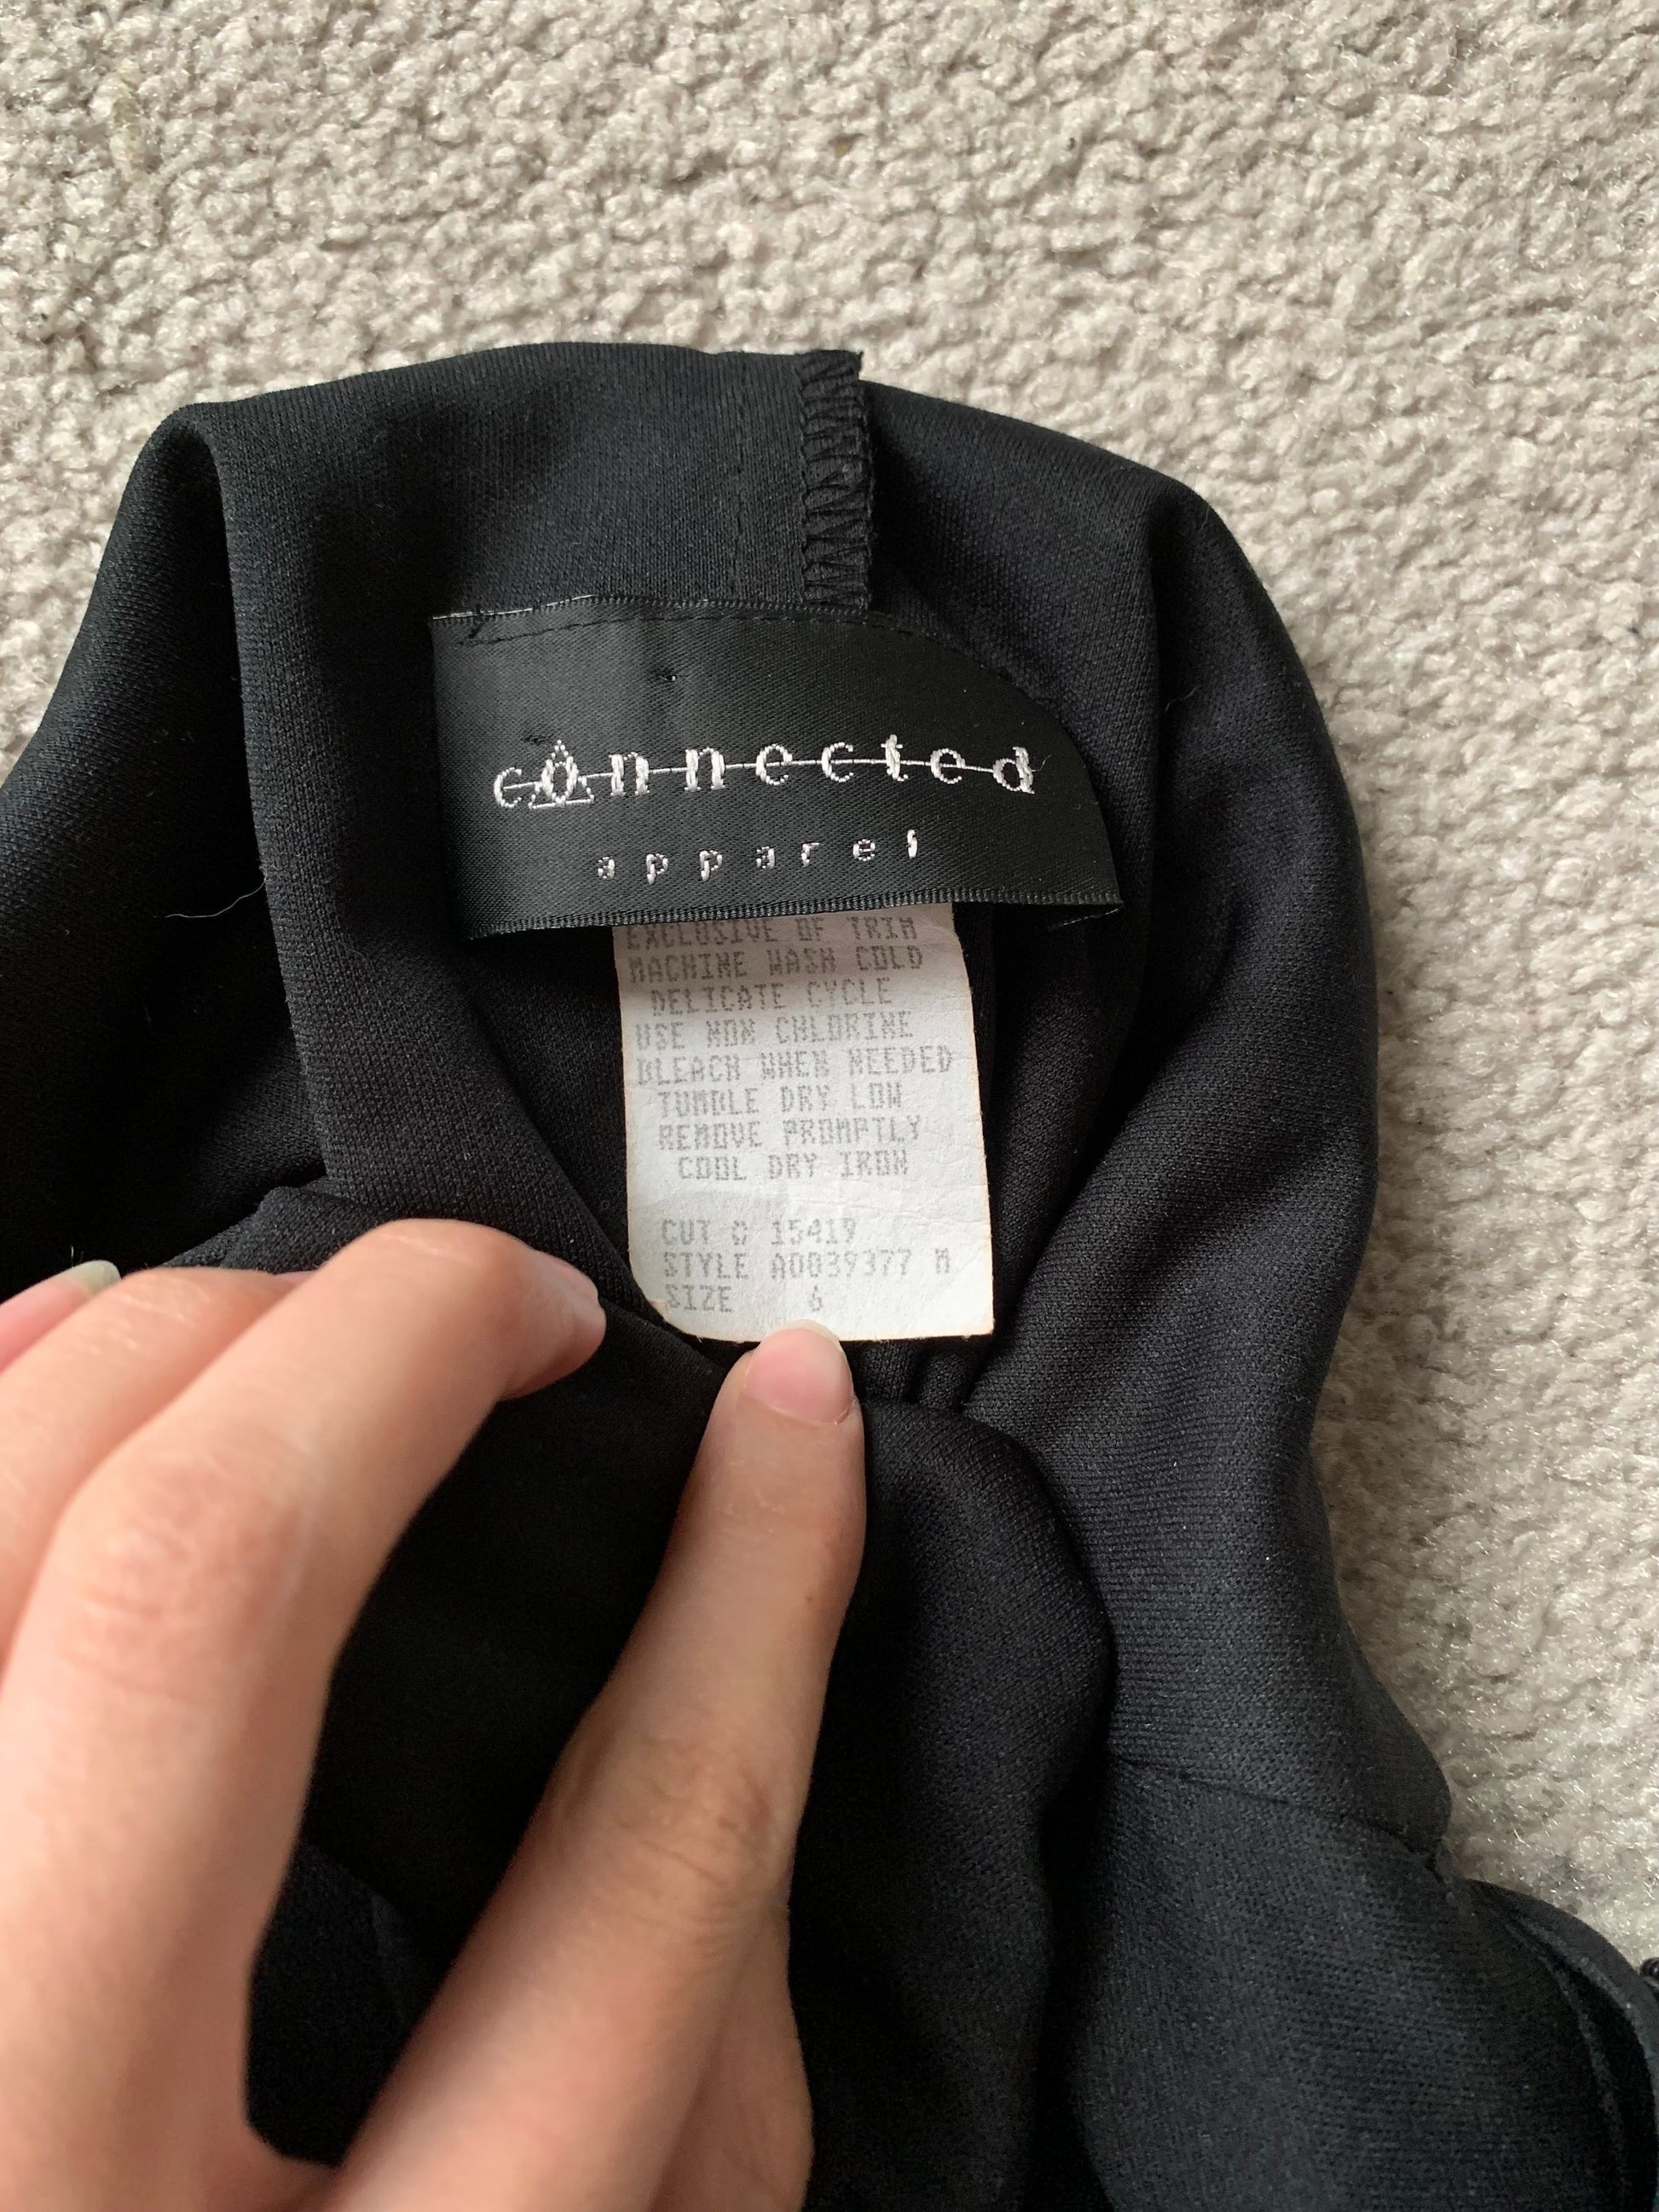 connected
apparel
EXCLUSIVE OF TRIM
MACHINE WASH COLD
DELICATE CYCLE
USE NON CHLORINE
BLEACH WHEN NEEDED
TUMBLE DRY LOW
REMOVE PROMPTLY
COOL DRY IRON
CUT # 15419
STYLE AD039377 M
SIZE 6